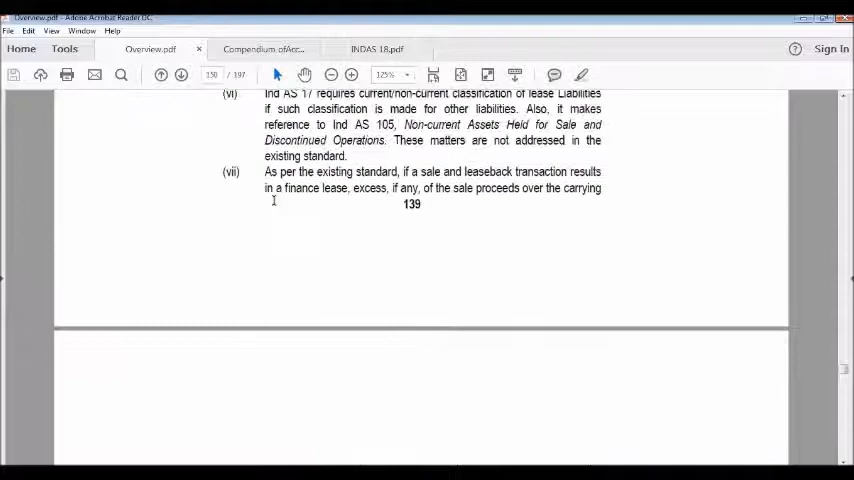 Overview.pdf - Adobe Acrobat Reader DC
File Edit View Window Help
Home Tools Overview.pdf × Compendium ofAcr... INDAS 18.pdf ? Sign In
150 / 197 125%
(vi) Ind AS 17 requires current/non-current classification of lease Liabilities
if such classification is made for other liabilities. Also, it makes
reference to Ind AS 105, Non-current Assets Held for Sale and
Discontinued Operations. These matters are not addressed in the
existing standard.
(vii) As per the existing standard, if a sale and leaseback transaction results
in a finance lease, excess, if any, of the sale proceeds over the carrying
139